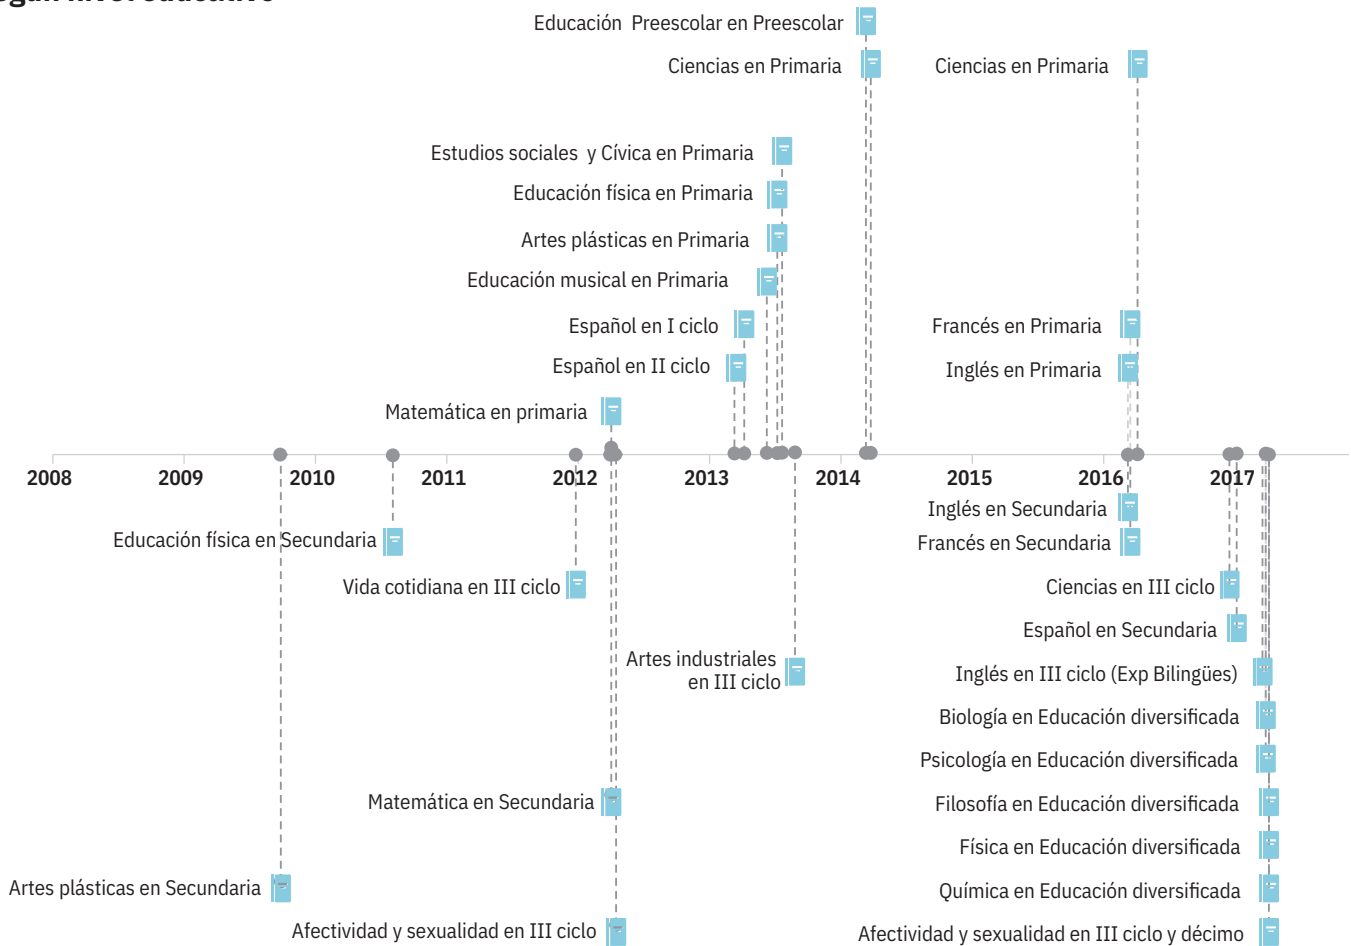 nivel educativo
Educación Preescolar en Preescolar
Ciencias en Primaria
Ciencias en Primaria
Estudios sociales y Cívica en Primaria
Educación física en Primaria
Artes plásticas en Primaria
Educación musical en Primaria
Español en I ciclo
Francés en Primaria
Español en II ciclo
Inglés en Primaria
Matemática en primaria
2008 2009 2010 2011 2012 2013 2014 2015 2016 2017
Inglés en Secundaria
Educación física en Secundaria
Francés en Secundaria
Vida cotidiana en III ciclo
Ciencias en III ciclo
Español en Secundaria
Artes industriales
en III ciclo
Inglés en III ciclo (Exp Bilingües)
Biología en Educación diversificada
Psicología en Educación diversificada
Matemática en Secundaria
Filosofía en Educación diversificada
Física en Educación diversificada
Artes plásticas en Secundaria
Química en Educación diversificada
Afectividad y sexualidad en III ciclo
Afectividad y sexualidad en III ciclo y décimo